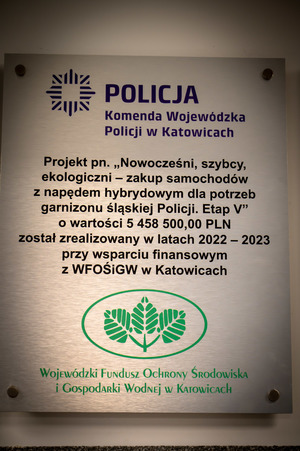 POLICJA
Komenda Wojewódzka
Policji w Katowicach
Projekt pn. „Nowocześni, szybcy,
ekologiczni – zakup samochodów
z napędem hybrydowym dla potrzeb
garnizonu śląskiej Policji. Etap V”
o wartości 5 458 500,00 PLN
został zrealizowany w latach 2022 – 2023
przy wsparciu finansowym
z WFOŚiGW w Katowicach
Wojewódzki Fundusz Ochrony Środowiska
i Gospodarki Wodnej w Katowicach